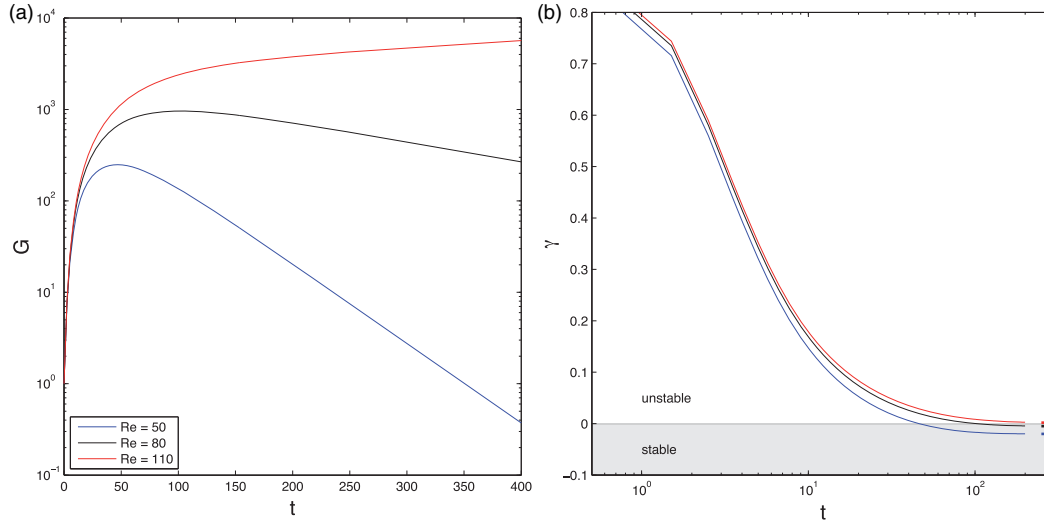 (a)
10^4
10^3
10^2
10^1
10^0
10^-1
G
0 50 100 150 200 250 300 350 400
t
Re = 50
Re = 80
Re = 110
(b)
0.8
0.7
0.6
0.5
0.4
0.3
0.2
0.1
0
-0.1
γ
unstable
stable
10^0 10^1 10^2
t